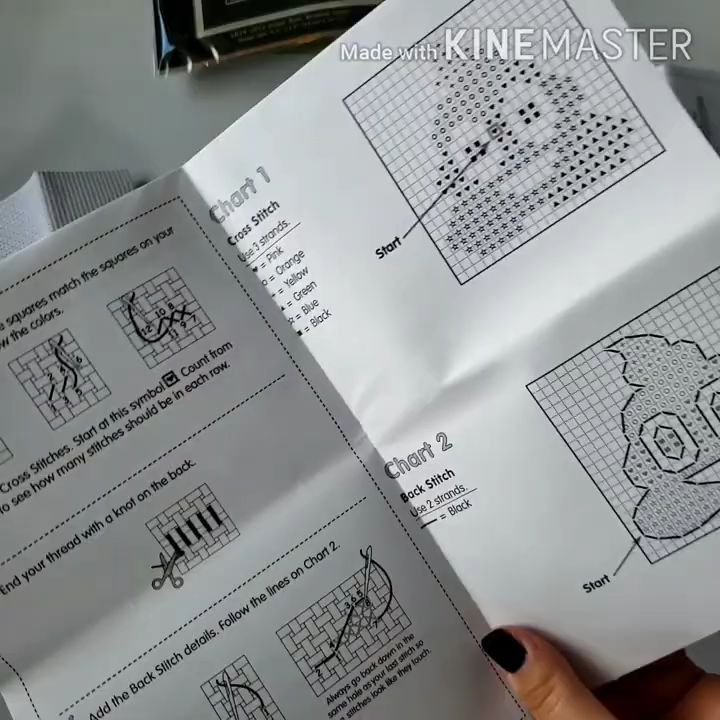 Made with KINEMASTER
squares match the squares on your
the colors.
Cross Stitches. Start at this symbol Count from
to see how many stitches should be in each row.
End your thread with a knot on the back.
Add the Back Stitch details. Follow the lines on Chart 2.
Always go back down in the
same hole as your last stitch so
stitches look like they touch.
Chart 1
Cross Stitch
Use 3 strands.
= Pink
= Orange
= Yellow
= Green
= Blue
= Black
Start
Chart 2
Back Stitch
Use 2 strands.
= Black
Start